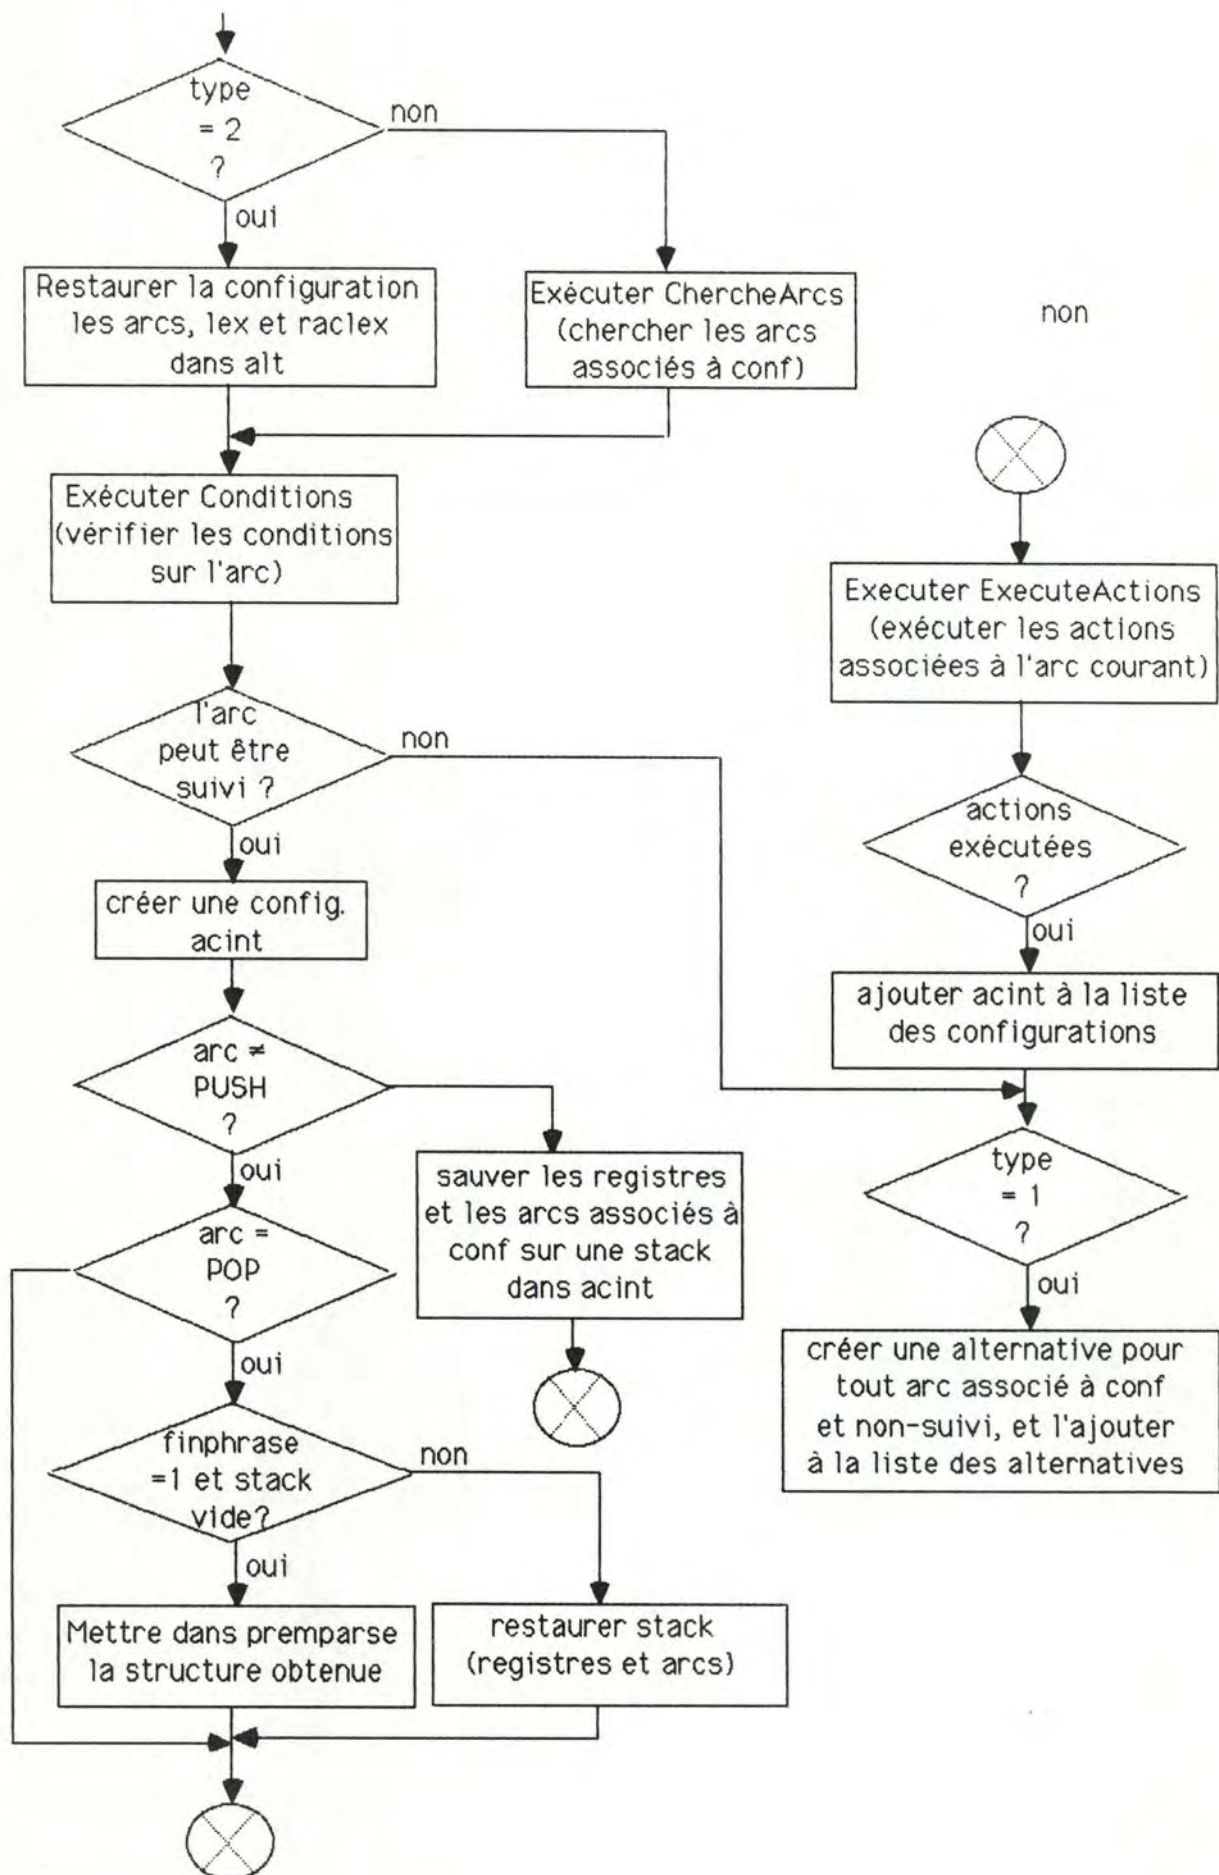 type
= 2
?
non
oui
Restaurer la configuration
les arcs, lex et raclex
dans alt
Exécuter ChercheArcs
(chercher les arcs
associés à conf)
non
Exécuter Conditions
(vérifier les conditions
sur l'arc)
l'arc
peut être
suivi ?
non
oui
créer une config.
acint
arc ≠
PUSH
?
oui
sauver les registres
et les arcs associés à
conf sur une stack
dans acint
arc =
POP
?
oui
finphrase
=1 et stack
vide?
non
oui
Mettre dans premparse
la structure obtenue
restaurer stack
(registres et arcs)
Executer ExecuteActions
(exécuter les actions
associées à l'arc courant)
actions
exécutées
?
oui
ajouter acint à la liste
des configurations
type
= 1
?
oui
créer une alternative pour
tout arc associé à conf
et non-suivi, et l'ajouter
à la liste des alternatives